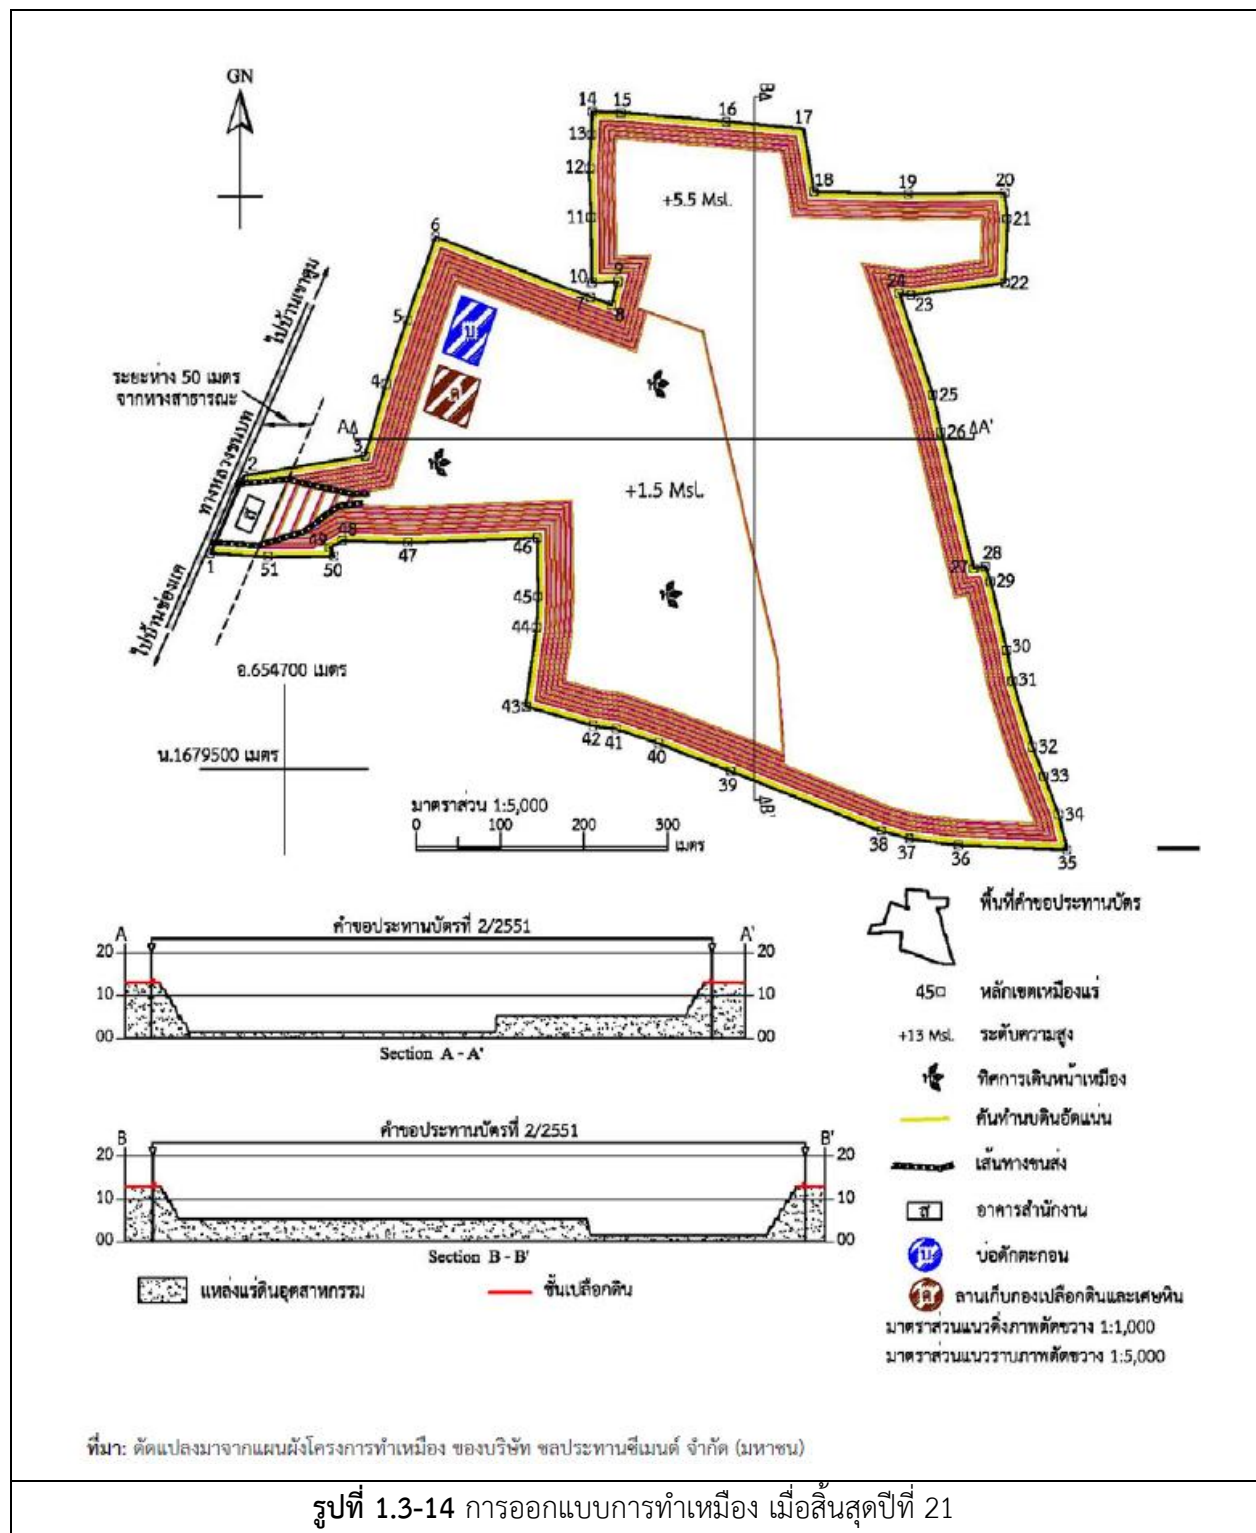 GN
14 15 16 17
B
13
12
18 19 20
+5.5 Msl.
11 21
6
9
10
22
24
7 8 23
5
บ
ไปบ้านเขาตูม
ระยะห่าง 50 เมตร
จากทางสาธารณะ
4
ค
25
A 3 26 A'
ทางหลวงชนบท
2
+1.5 Msl.
ส
49 48
46
1 51 50 47
27 28
29
ไปบ้านช่องแค
45
44
30
อ.654700 เมตร
31
43
42 41 40
32
น.1679500 เมตร
39
33
มาตราส่วน 1:5,000
B'
34
0 100 200 300
เมตร
38 37 36 35
พื้นที่คำขอประทานบัตร
คำขอประทานบัตรที่ 2/2551
A A'
20 20
10 10
00 00
Section A - A'
45 หลักเขตเหมืองแร่
+13 Msl. ระดับความสูง
ทิศการเดินหน้าเหมือง
คันทำนบดินอัดแน่น
คำขอประทานบัตรที่ 2/2551
B B'
20 20
10 10
00 00
Section B - B'
เส้นทางขนส่ง
ส อาคารสำนักงาน
บ บ่อดักตะกอน
แหล่งแร่ดินอุตสาหกรรม ชั้นเปลือกดิน
ค ลานเก็บกองเปลือกดินและเศษหิน
มาตราส่วนแนวดิ่งภาพตัดขวาง 1:1,000
มาตราส่วนแนวราบภาพตัดขวาง 1:5,000
ที่มา: ดัดแปลงมาจากแผนผังโครงการทำเหมือง ของบริษัท ชลประทานซีเมนต์ จำกัด (มหาชน)
รูปที่ 1.3-14 การออกแบบการทำเหมือง เมื่อสิ้นสุดปีที่ 21